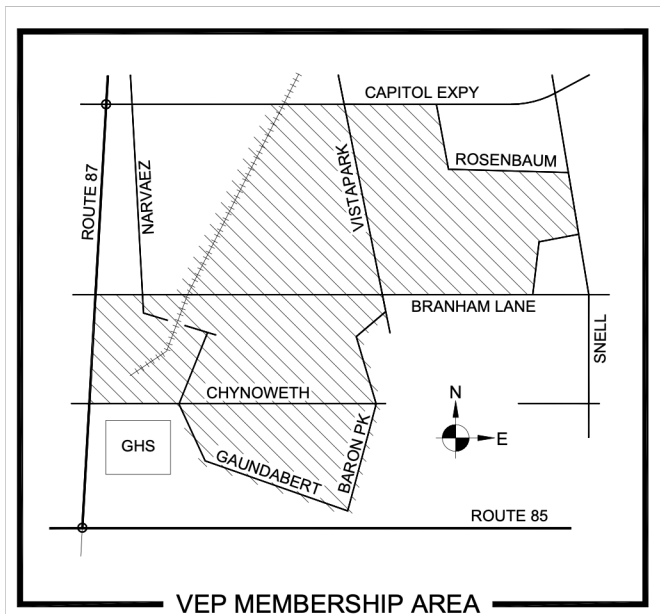 CAPITOL EXPY
ROSENBAUM
NARVAEZ
VISTAPARK
ROUTE 87
BRANHAM LANE
SNELL
CHYNOWETH
N
E
GHS
GAUNDABERT
BARON PK
ROUTE 85
VEP MEMBERSHIP AREA